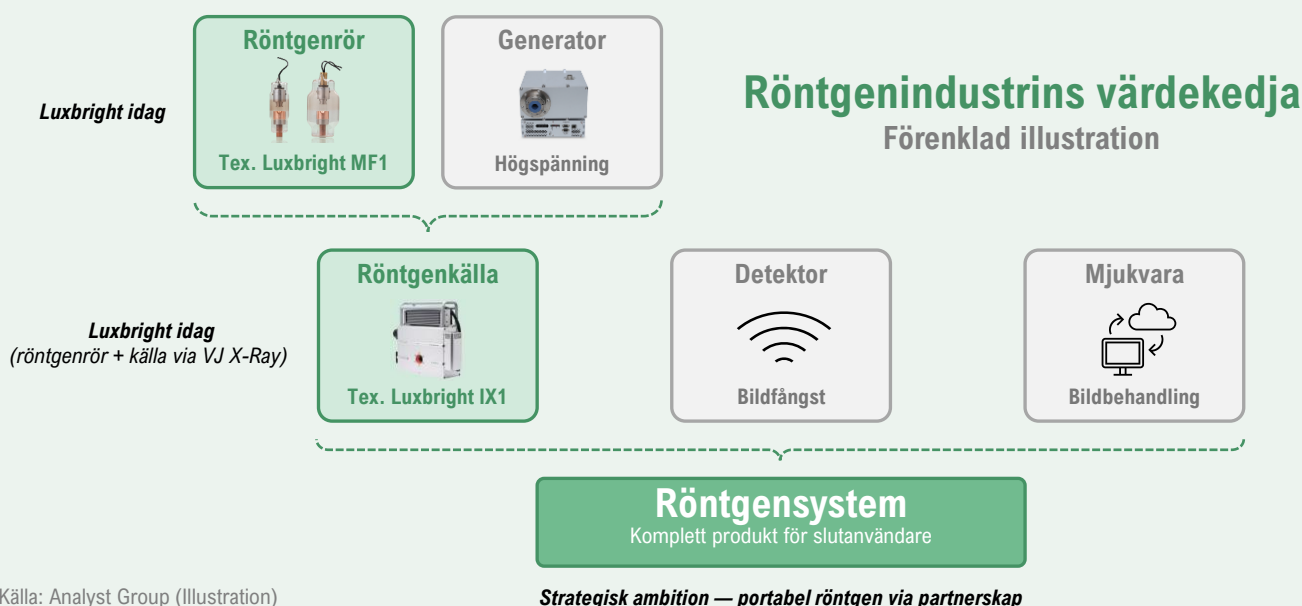 Röntgenrör
Generator
Röntgenindustrins värdekedja
Förenklad illustration
Luxbright idag
Tex. Luxbright MF1
Högspänning
Röntgenkälla
Detektor
Mjukvara
Luxbright idag
(röntgenrör + källa via VJ X-Ray)
Tex. Luxbright IX1
Bildfångst
Bildbehandling
Röntgensystem
Komplett produkt för slutanvändare
Källa: Analyst Group (Illustration)
Strategisk ambition — portabel röntgen via partnerskap